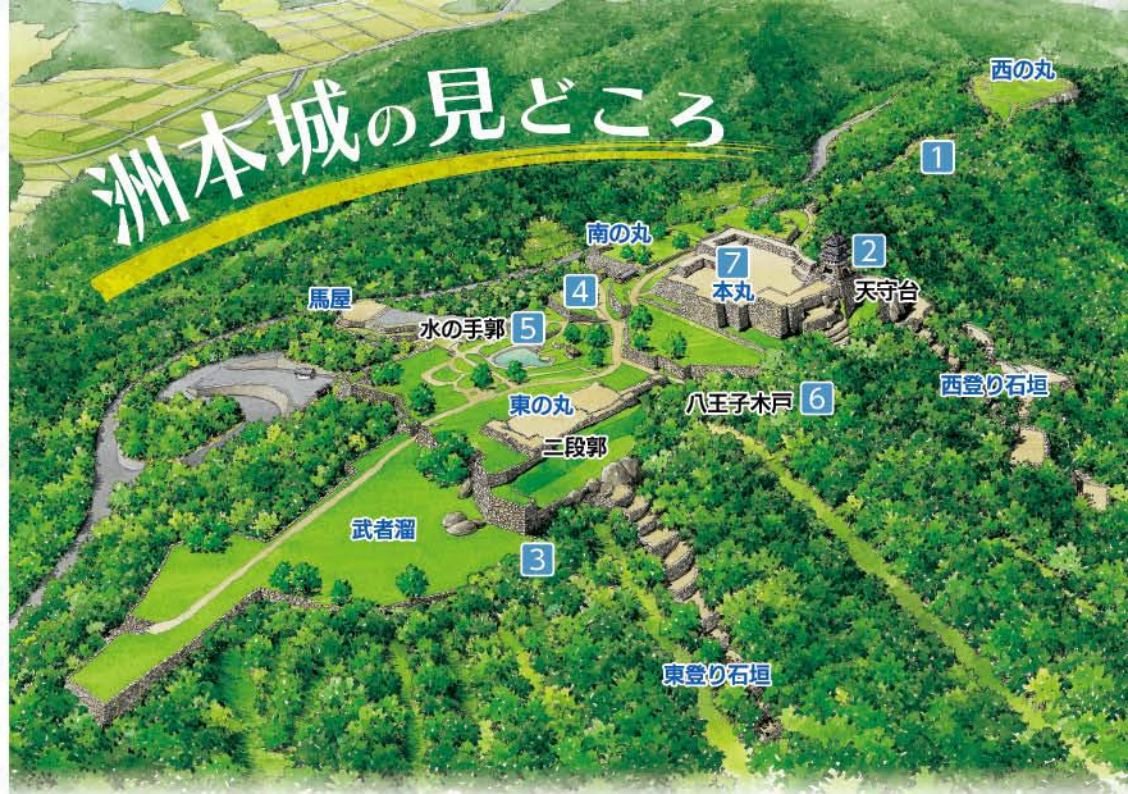 洲本城の見どころ
西の丸
1
南の丸
2
7
本丸
天守台
4
馬屋
水の手郭 5
西登り石垣
東の丸
八王子木戸 6
二段郭
武者溜
3
東登り石垣